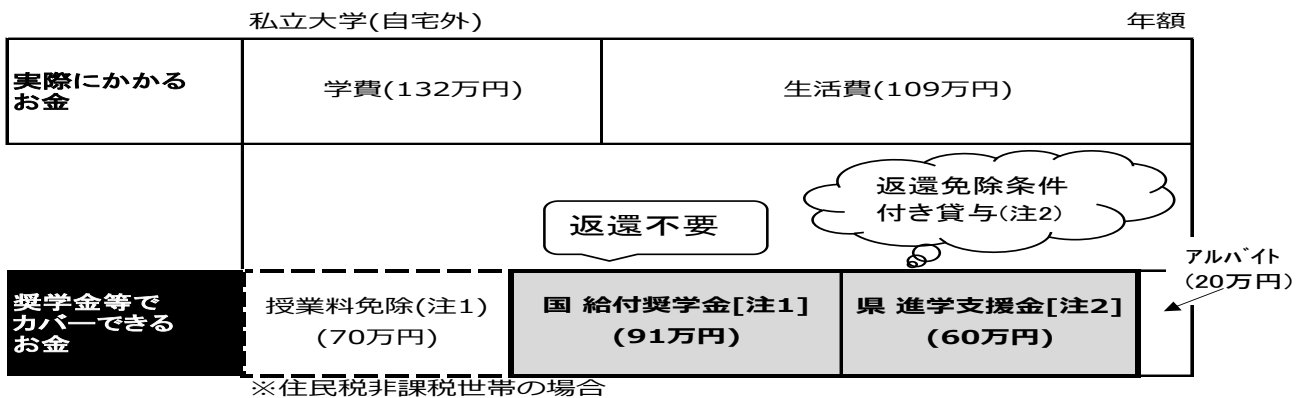 私立大学(自宅外)
年額
実際にかかる
お金
学費(132万円)
生活費(109万円)
返還免除条件
付き貸与(注2)
返還不要
アルバイト
(20万円)
奨学金等で
カバーできる
お金
授業料免除(注1)
(70万円)
国 給付奨学金[注1]
(91万円)
県 進学支援金[注2]
(60万円)
※住民税非課税世帯の場合